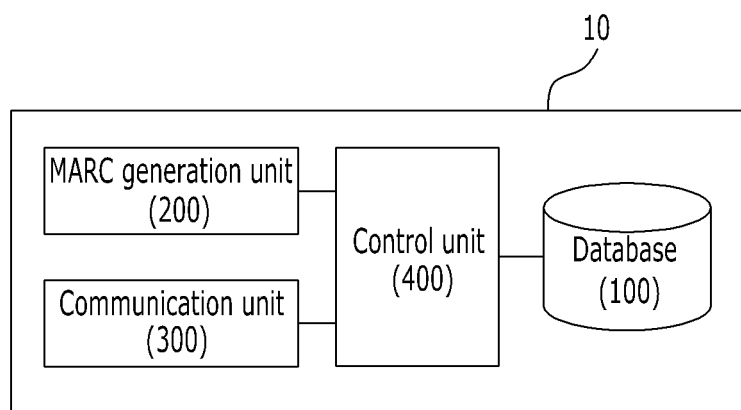 10
MARC generation unit
(200)
Communication unit
(300)
Control unit
(400)
Database
(100)